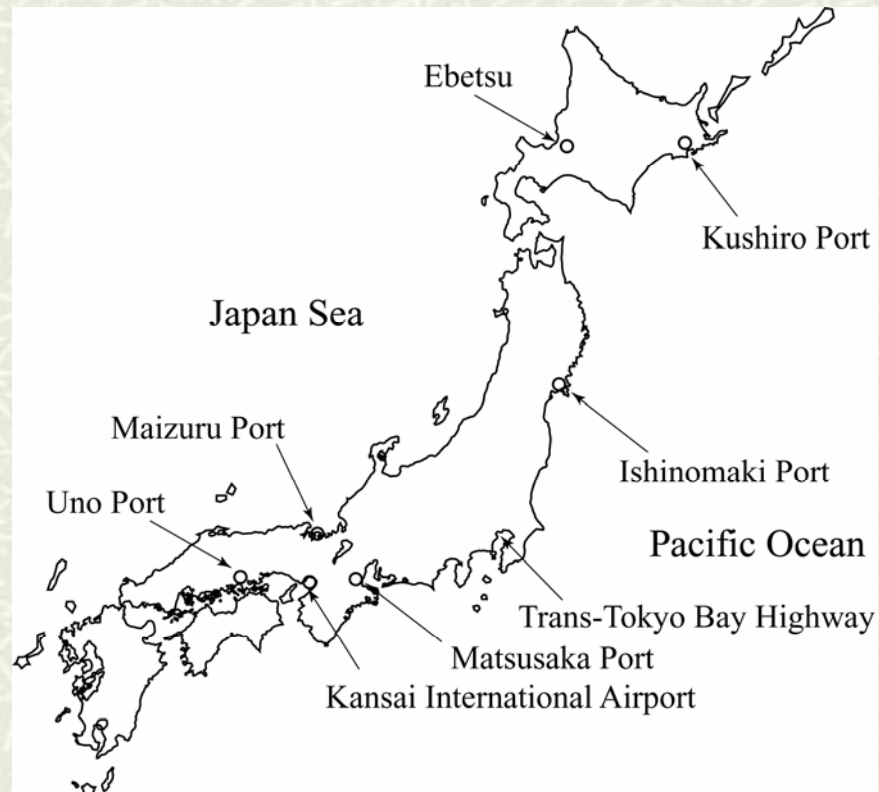 Ebetsu
Kushiro Port
Japan Sea
Maizuru Port
Ishinomaki Port
Uno Port
Pacific Ocean
Trans-Tokyo Bay Highway
Matsusaka Port
Kansai International Airport